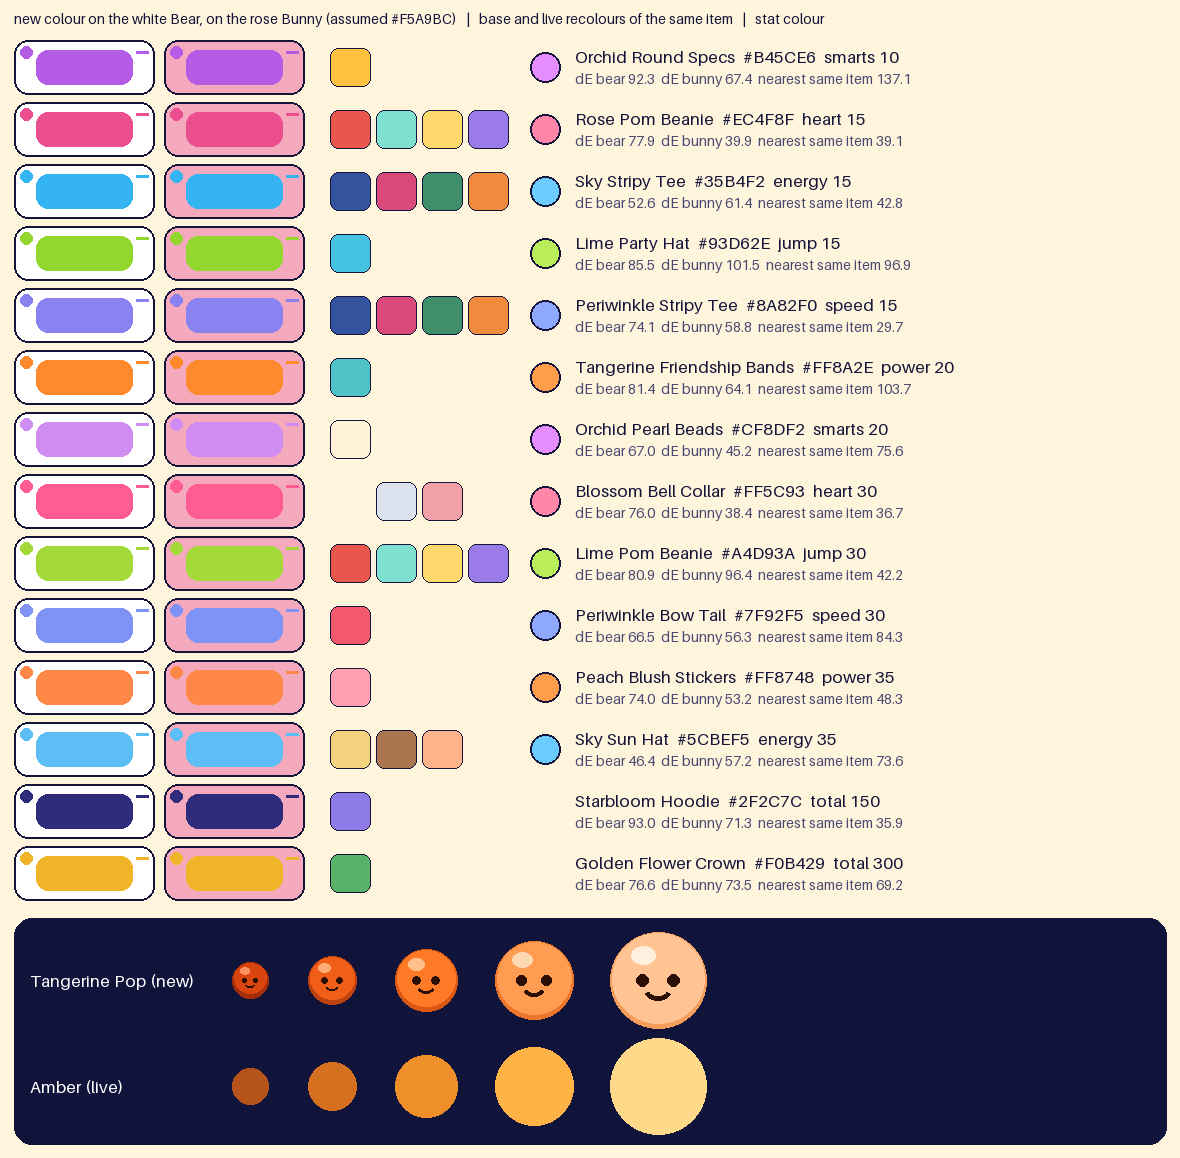 new colour on the white Bear, on the rose Bunny (assumed #F5A9BC)   |   base and live recolours of the same item   |   stat colour
Orchid Round Specs  #B45CE6  smarts 10
dE bear 92.3  dE bunny 67.4  nearest same item 137.1
Rose Pom Beanie  #EC4F8F  heart 15
dE bear 77.9  dE bunny 39.9  nearest same item 39.1
Sky Stripy Tee  #35B4F2  energy 15
dE bear 52.6  dE bunny 61.4  nearest same item 42.8
Lime Party Hat  #93D62E  jump 15
dE bear 85.5  dE bunny 101.5  nearest same item 96.9
Periwinkle Stripy Tee  #8A82F0  speed 15
dE bear 74.1  dE bunny 58.8  nearest same item 29.7
Tangerine Friendship Bands  #FF8A2E  power 20
dE bear 81.4  dE bunny 64.1  nearest same item 103.7
Orchid Pearl Beads  #CF8DF2  smarts 20
dE bear 67.0  dE bunny 45.2  nearest same item 75.6
Blossom Bell Collar  #FF5C93  heart 30
dE bear 76.0  dE bunny 38.4  nearest same item 36.7
Lime Pom Beanie  #A4D93A  jump 30
dE bear 80.9  dE bunny 96.4  nearest same item 42.2
Periwinkle Bow Tail  #7F92F5  speed 30
dE bear 66.5  dE bunny 56.3  nearest same item 84.3
Peach Blush Stickers  #FF8748  power 35
dE bear 74.0  dE bunny 53.2  nearest same item 48.3
Sky Sun Hat  #5CBEF5  energy 35
dE bear 46.4  dE bunny 57.2  nearest same item 73.6
Starbloom Hoodie  #2F2C7C  total 150
dE bear 93.0  dE bunny 71.3  nearest same item 35.9
Golden Flower Crown  #F0B429  total 300
dE bear 76.6  dE bunny 73.5  nearest same item 69.2
Tangerine Pop (new)
Amber (live)